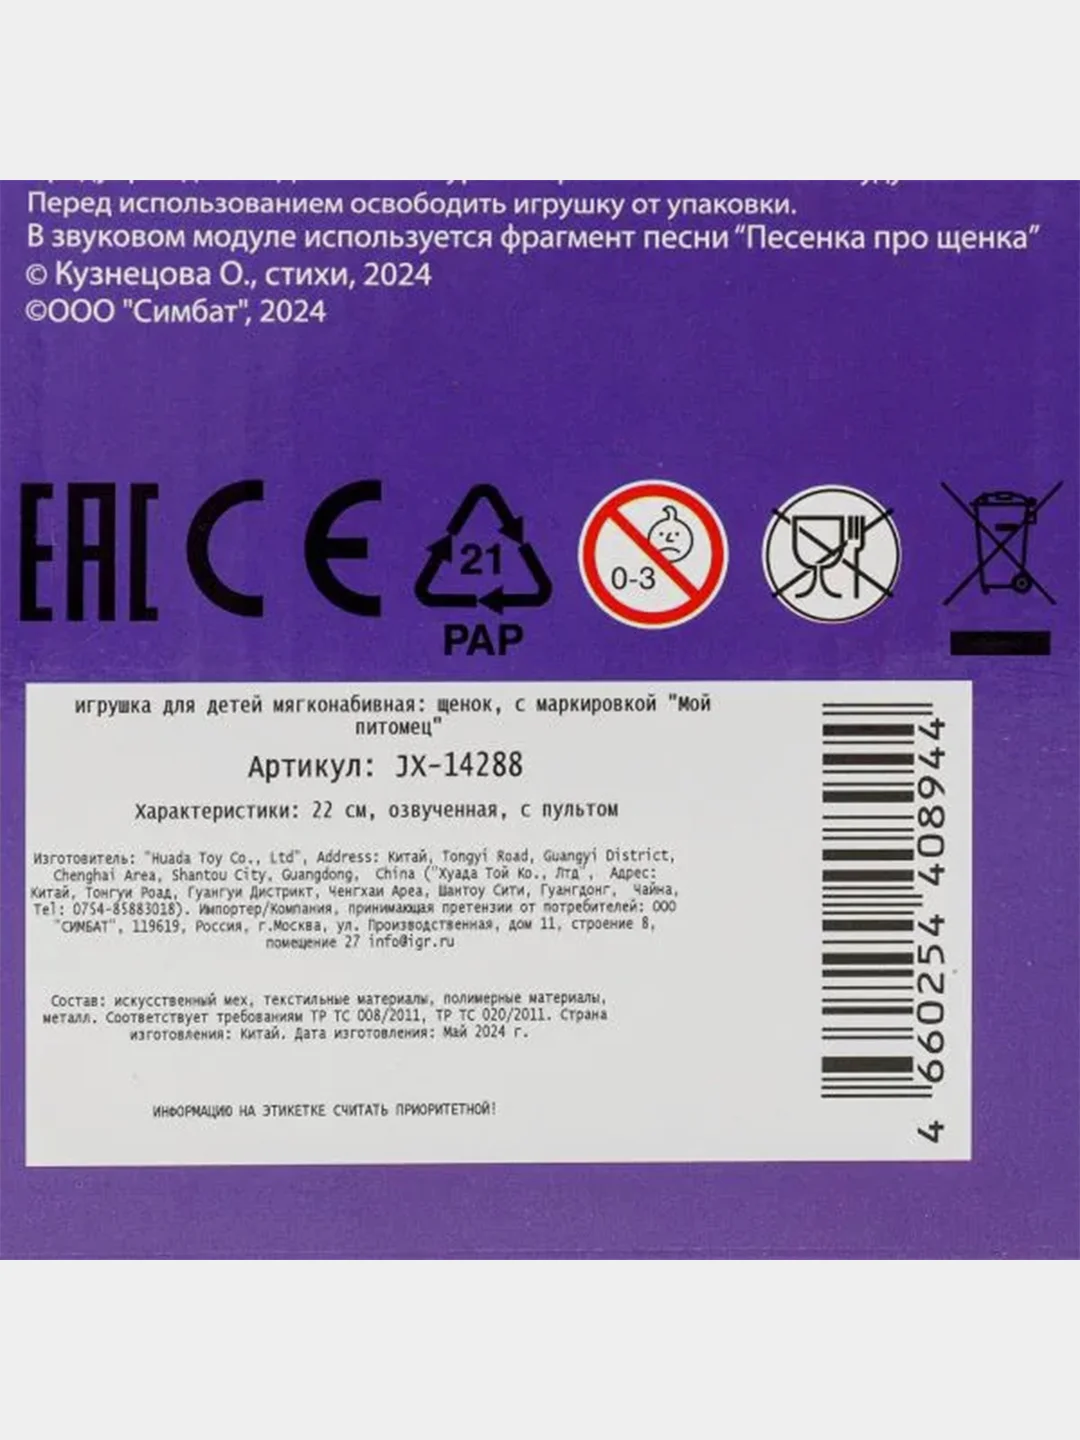 Перед использованием освободить игрушку от упаковки.
В звуковом модуле используется фрагмент песни “Песенка про щенка”
© Кузнецова О., стихи, 2024
©ООО "Симбат", 2024
EAC CE
21
PAP
0-3
игрушка для детей мягконабивная: щенок, с маркировкой "Мой
питомец"
Артикул: JX-14288
Характеристики: 22 см, озвученная, с пультом
Изготовитель: "Huada Toy Co., Ltd", Address: Китай, Tongyi Road, Guangyi District,
Chenghai Area, Shantou City, Guangdong, China ("Хуада Той Ко., Лтд", Адрес:
Китай, Тонгуи Роад, Гуангуи Дистрикт, Ченгхаи Ареа, Шантоу Сити, Гуангдонг, Чайна,
Tel: 0754-85883018). Импортер/Компания, принимающая претензии от потребителей: ООО
"СИМБАТ", 119619, Россия, г.Москва, ул. Производственная, дом 11, строение 8,
помещение 27 info@igr.ru
Состав: искусственный мех, текстильные материалы, полимерные материалы,
металл. Соответствует требованиям ТР ТС 008/2011, ТР ТС 020/2011. Страна
изготовления: Китай. Дата изготовления: Май 2024 г.
ИНФОРМАЦИЮ НА ЭТИКЕТКЕ СЧИТАТЬ ПРИОРИТЕТНОЙ!
4 660254 408944